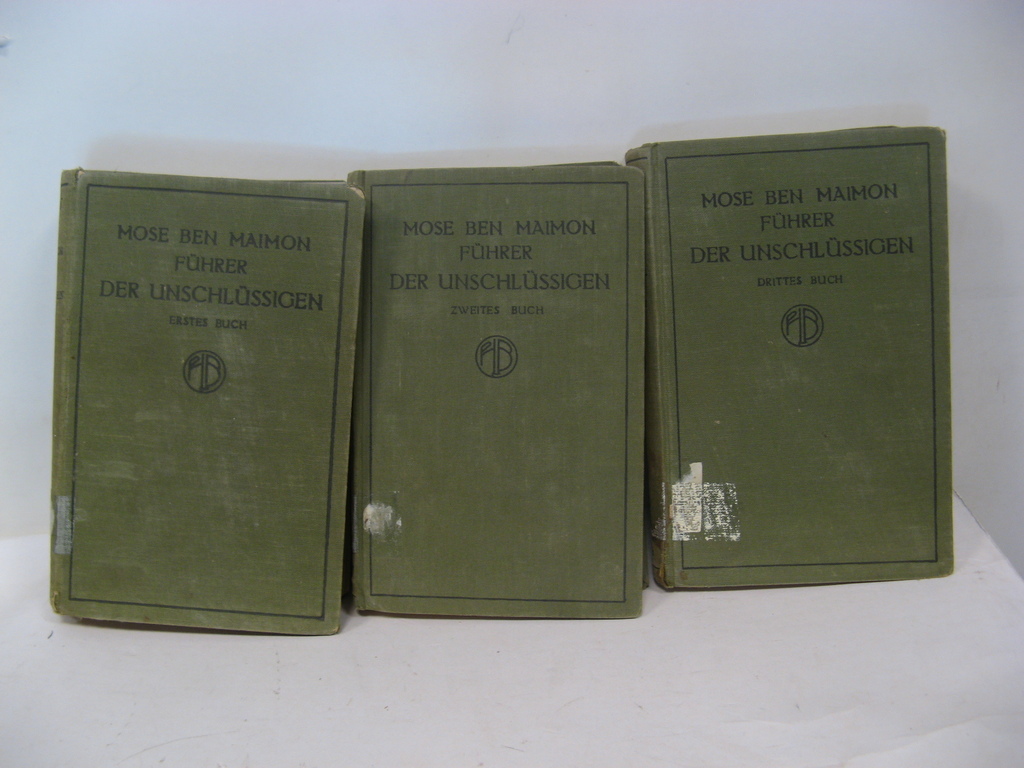 MOSE BEN MAIMON
FÜHRER
DER UNSCHLÜSSIGEN
ERSTES BUCH
MOSE BEN MAIMON
FÜHRER
DER UNSCHLÜSSIGEN
ZWEITES BUCH
MOSE BEN MAIMON
FÜHRER
DER UNSCHLÜSSIGEN
DRITTES BUCH